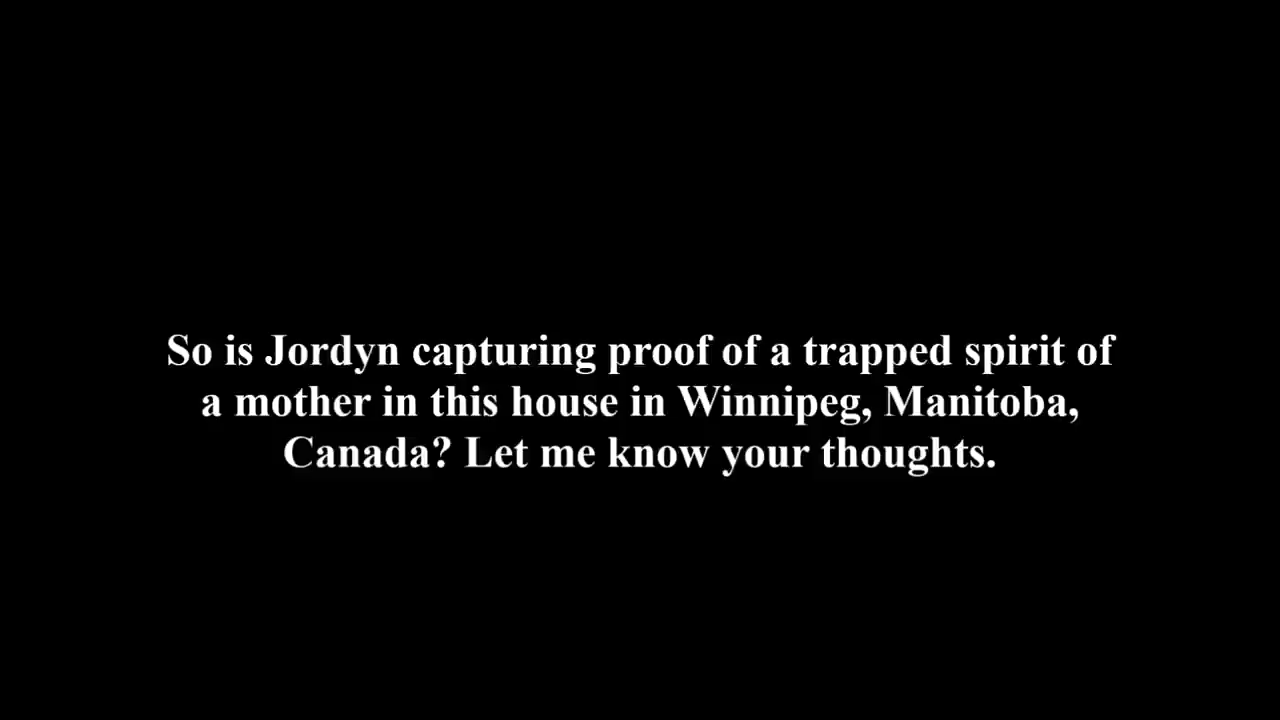 So is Jordyn capturing proof of a trapped spirit of
a mother in this house in Winnipeg, Manitoba,
Canada? Let me know your thoughts.